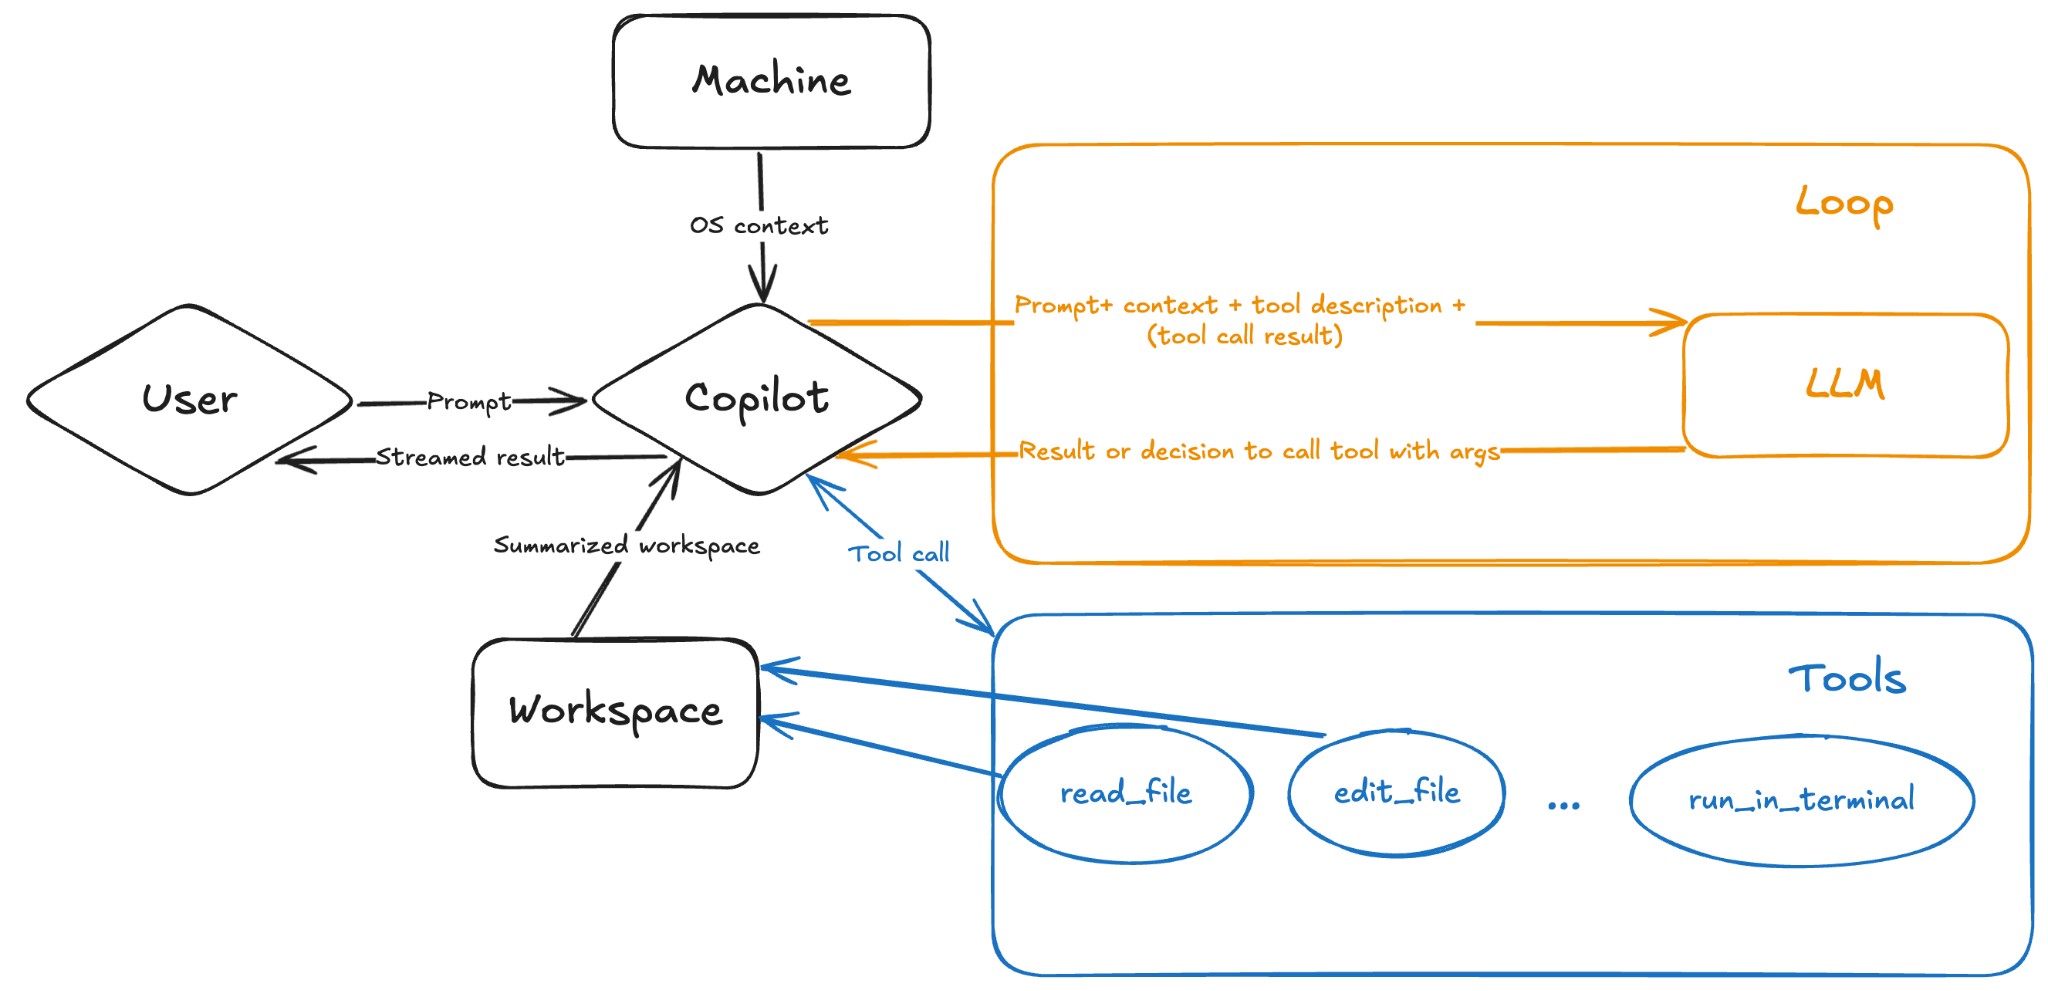 Machine
OS context
Loop
Prompt+ context + tool description +
(tool call result)
LLM
User
Prompt
Copilot
Streamed result
Result or decision to call tool with args
Summarized workspace
Tool call
Workspace
Tools
read_file
edit_file
...
run_in_terminal